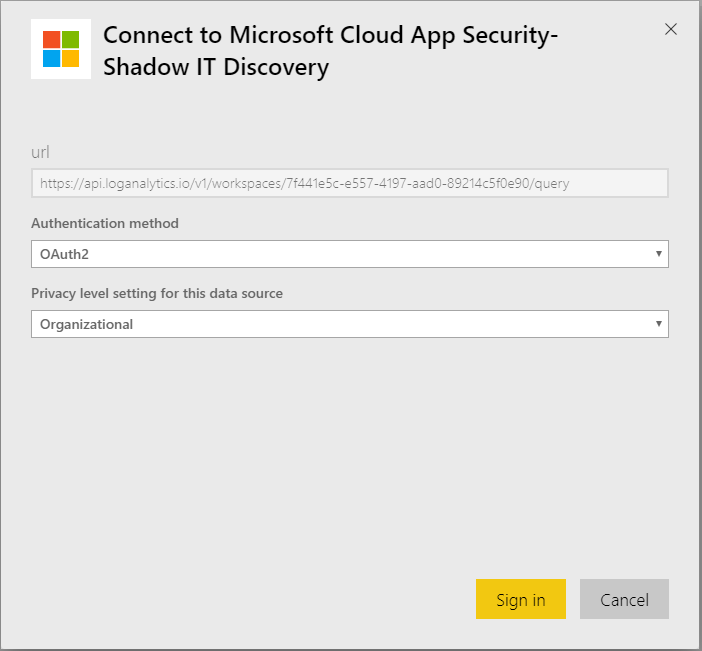 Connect to Microsoft Cloud App Security-
Shadow IT Discovery
url
https://api.loganalytics.io/v1/workspaces/7f441e5c-e557-4197-aad0-89214c5f0e90/query
Authentication method
OAuth2
Privacy level setting for this data source
Organizational
Sign in
Cancel